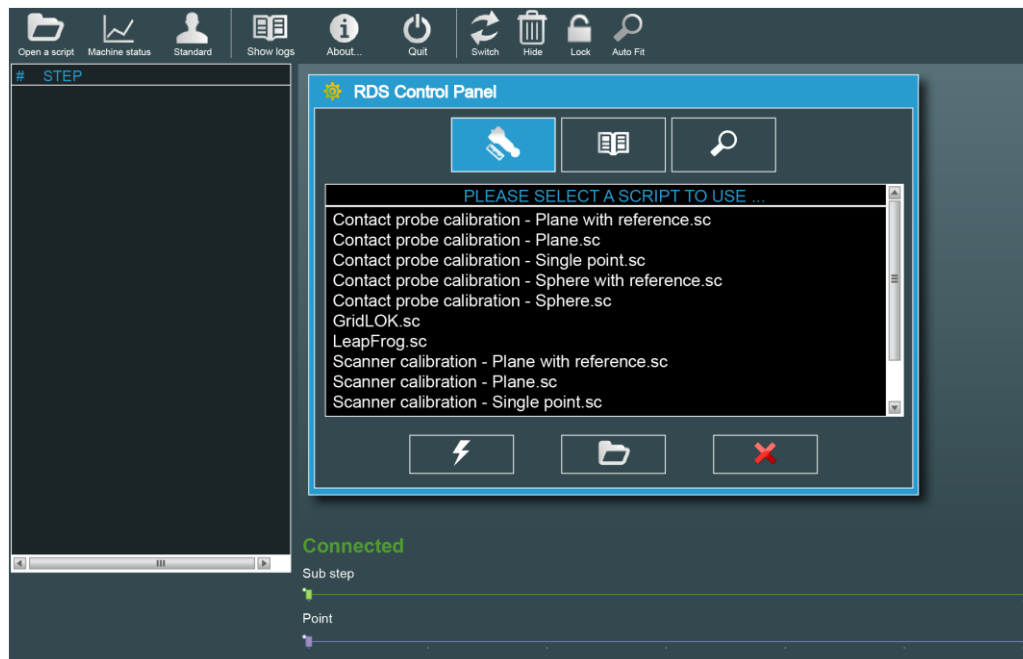 Open a script
Machine status
Standard
Show logs
About...
Quit
Switch
Hide
Lock
Auto Fit
# STEP
RDS Control Panel
PLEASE SELECT A SCRIPT TO USE ...
Contact probe calibration - Plane with reference.sc
Contact probe calibration - Plane.sc
Contact probe calibration - Single point.sc
Contact probe calibration - Sphere with reference.sc
Contact probe calibration - Sphere.sc
GridLOK.sc
LeapFrog.sc
Scanner calibration - Plane with reference.sc
Scanner calibration - Plane.sc
Scanner calibration - Single point.sc
Connected
Sub step
Point